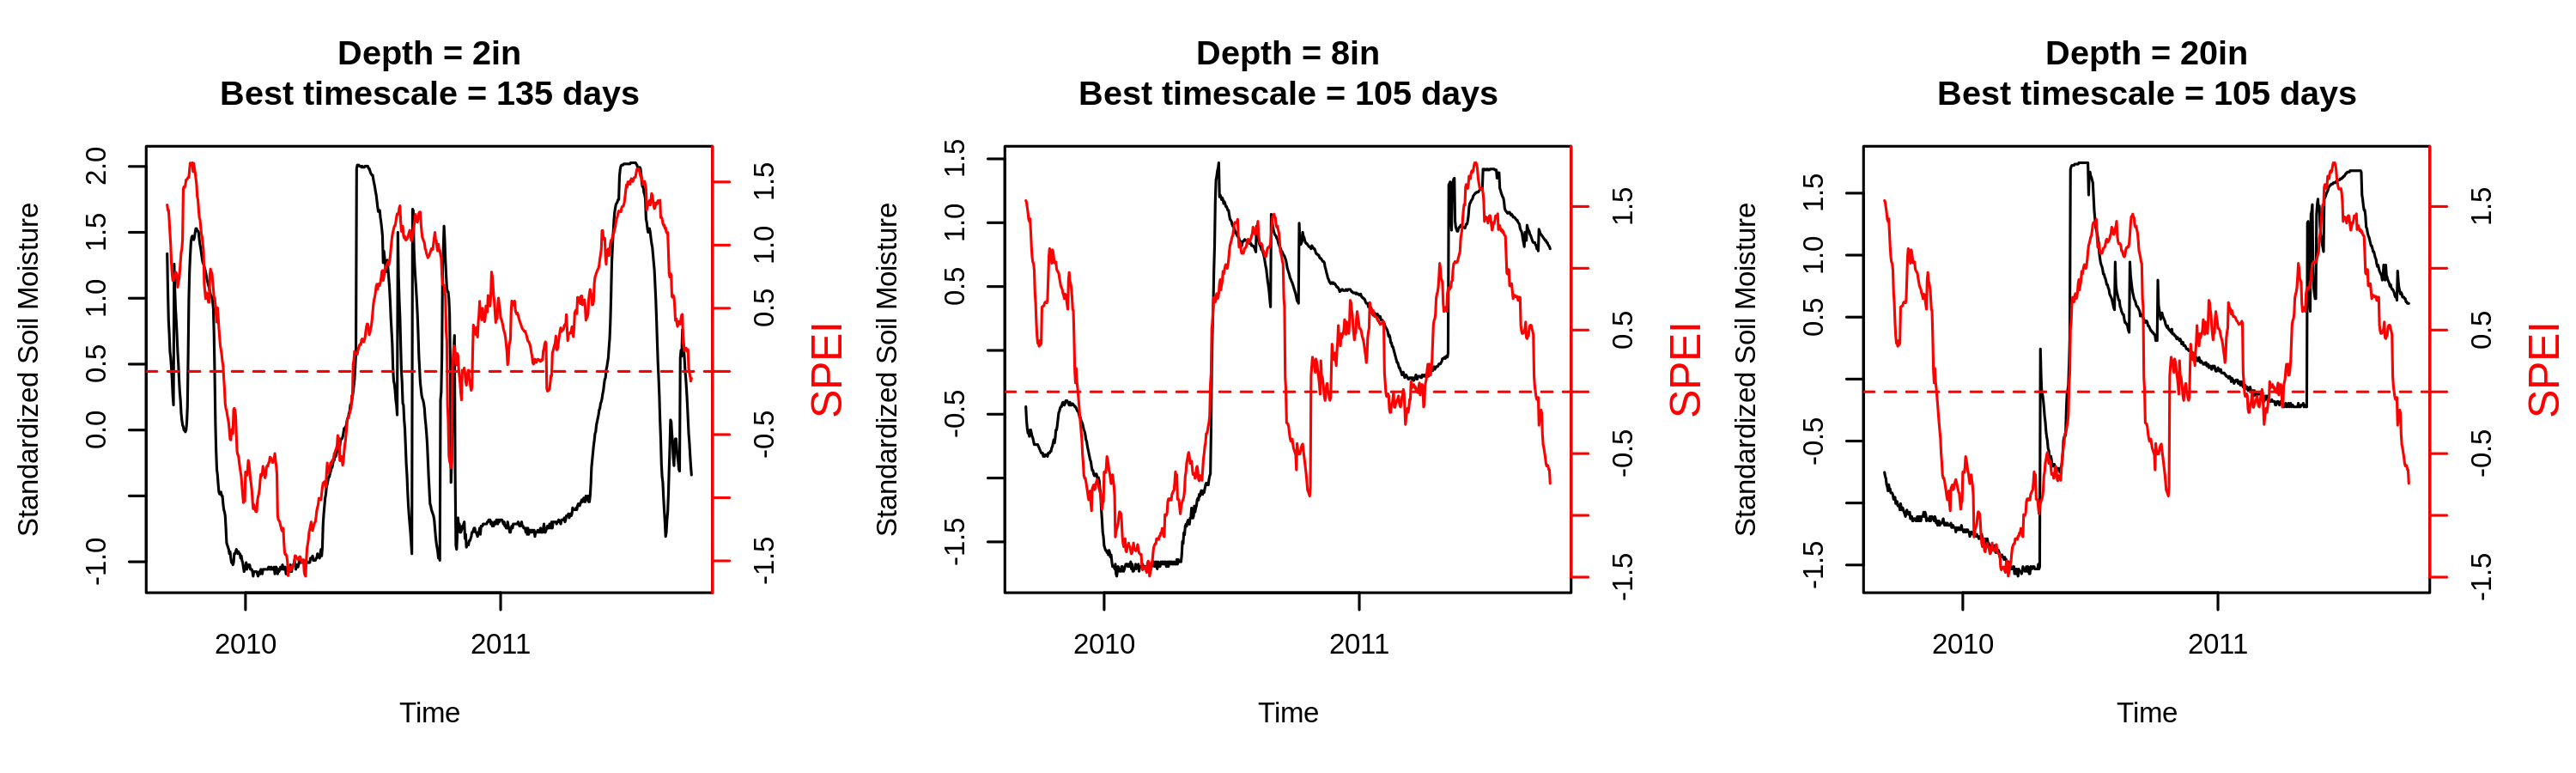 Depth = 2in
Best timescale = 135 days
Standardized Soil Moisture
2.0
1.5
1.0
0.5
0.0
-1.0
1.5
1.0
0.5
-0.5
-1.5
SPEI
2010
2011
Time
Depth = 8in
Best timescale = 105 days
Standardized Soil Moisture
1.5
1.0
0.5
-0.5
-1.5
1.5
0.5
-0.5
-1.5
SPEI
2010
2011
Time
Depth = 20in
Best timescale = 105 days
Standardized Soil Moisture
1.5
1.0
0.5
-0.5
-1.5
1.5
0.5
-0.5
-1.5
SPEI
2010
2011
Time